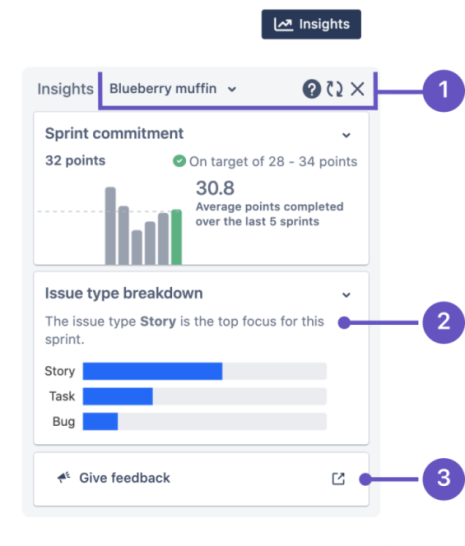 Insights
Insights Blueberry muffin ?
1
Sprint commitment
32 points On target of 28 - 34 points
30.8
Average points completed
over the last 5 sprints
Issue type breakdown
The issue type Story is the top focus for this
sprint.
2
Story
Task
Bug
Give feedback
3